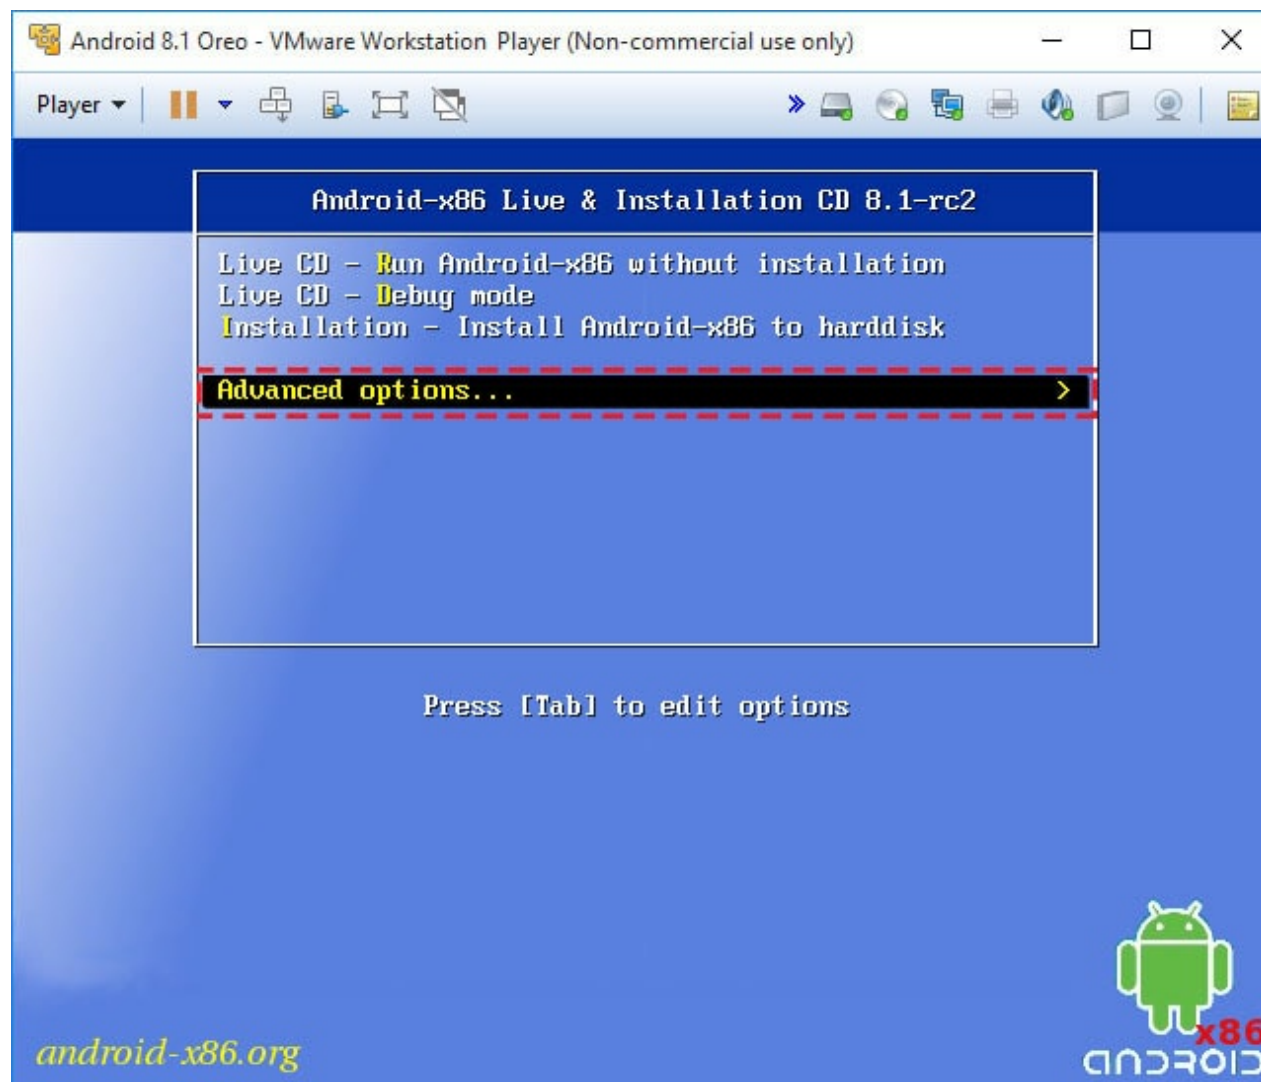 Android 8.1 Oreo - VMware Workstation Player (Non-commercial use only)
Player
Android-x86 Live & Installation CD 8.1-rc2
Live CD - Run Android-x86 without installation
Live CD - Debug mode
Installation - Install Android-x86 to harddisk
Advanced options... >
Press [Tab] to edit options
x86
android-x86.org
ANDROID